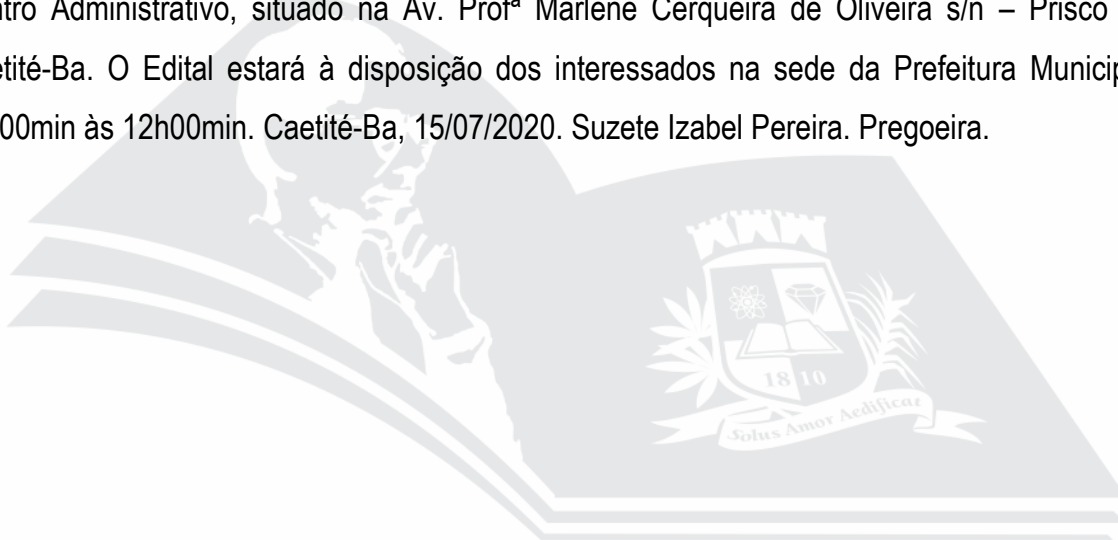 ntro Administrativo, situado na Av. Profª Marlene Cerqueira de Oliveira s/n – Prisco
etité-Ba. O Edital estará à disposição dos interessados na sede da Prefeitura Municip
00min às 12h00min. Caetité-Ba, 15/07/2020. Suzete Izabel Pereira. Pregoeira.
18 10
Solus Amor Aedificat